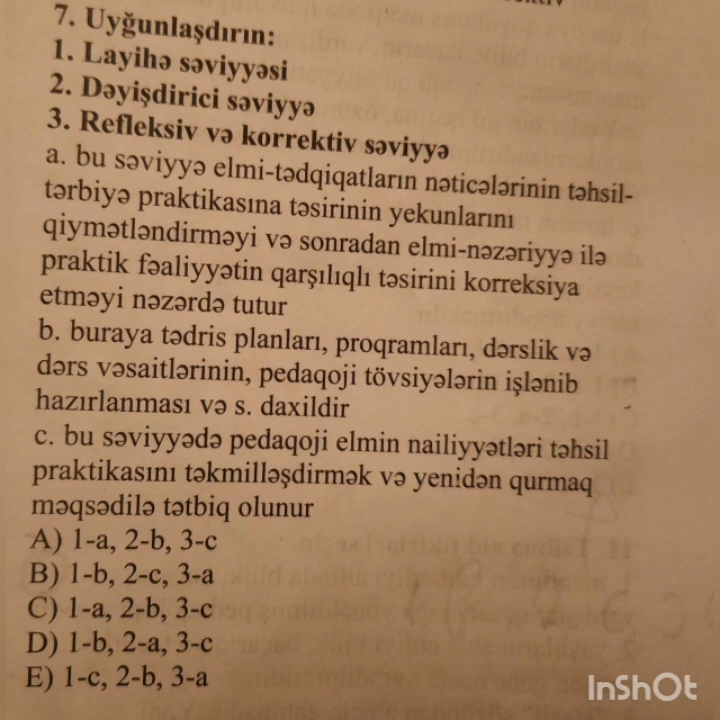 7. Uyğunlaşdırın:
1. Layihə səviyyəsi
2. Dəyişdirici səviyyə
3. Refleksiv və korrektiv səviyyə
a. bu səviyyə elmi-tədqiqatların nəticələrinin təhsil-
tərbiyə praktikasına təsirinin yekunlarını
qiymətləndirməyi və sonradan elmi-nəzəriyyə ilə
praktik fəaliyyətin qarşılıqlı təsirini korreksiya
etməyi nəzərdə tutur
b. buraya tədris planları, proqramları, dərslik və
dərs vəsaitlərinin, pedaqoji tövsiyələrin işlənib
hazırlanması və s. daxildir
c. bu səviyyədə pedaqoji elmin nailiyyətləri təhsil
praktikasını təkmilləşdirmək və yenidən qurmaq
məqsədilə tətbiq olunur
A) 1-a, 2-b, 3-c
B) 1-b, 2-c, 3-a
C) 1-a, 2-b, 3-c
D) 1-b, 2-a, 3-c
E) 1-c, 2-b, 3-a
InShOt